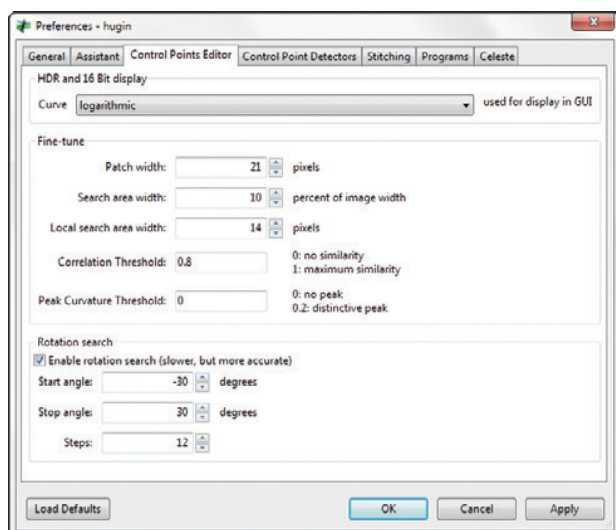 Preferences - hugin
General Assistant Control Points Editor Control Point Detectors Stitching Programs Celeste
HDR and 16 Bit display
Curve logarithmic used for display in GUI
Fine-tune
Patch width: 21 pixels
Search area width: 10 percent of image width
Local search area width: 14 pixels
Correlation Threshold: 0.8 0: no similarity
1: maximum similarity
Peak Curvature Threshold: 0 0: no peak
0.2: distinctive peak
Rotation search
Enable rotation search (slower, but more accurate)
Start angle: -30 degrees
Stop angle: 30 degrees
Steps: 12
Load Defaults OK Cancel Apply